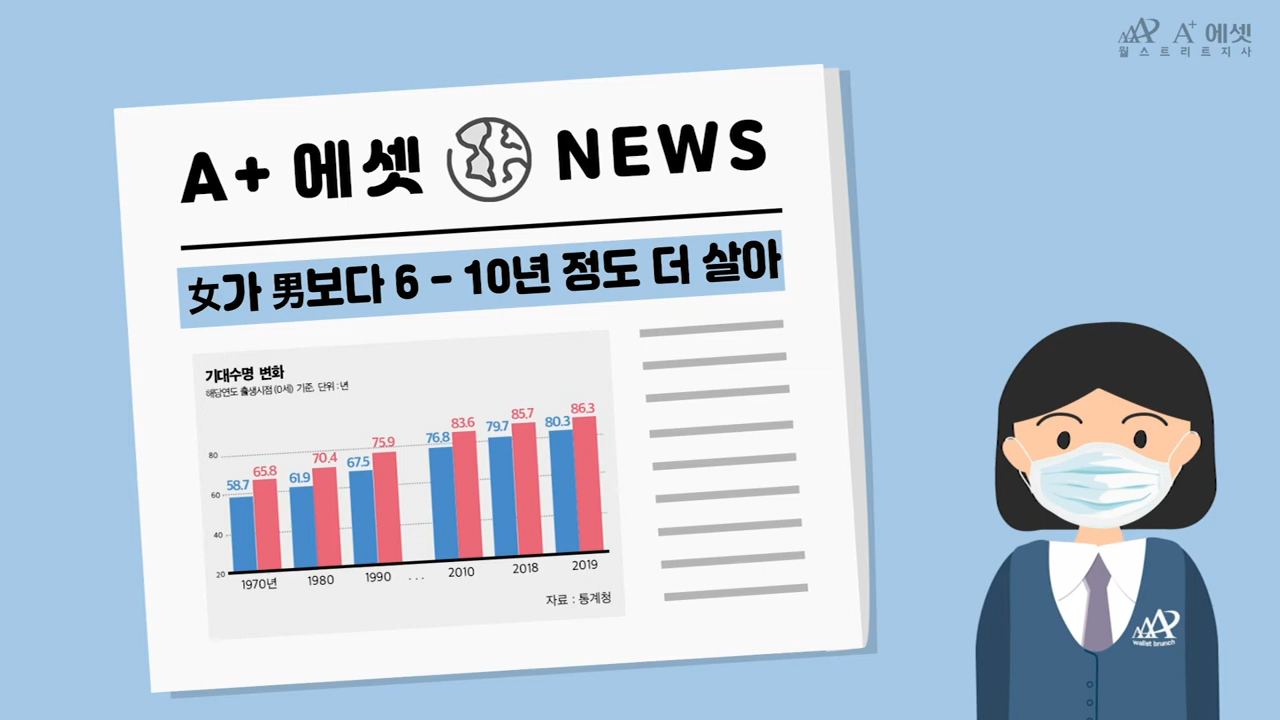 A+ 에셋
월스트리트지사
A+ 에셋 NEWS
女가 男보다 6 - 10년 정도 더 살아
기대수명 변화
해당연도 출생시점(0세) 기준, 단위 : 년
80
60
40
20
58.7 65.8
61.9 70.4
67.5 75.9
76.8 83.6
79.7 85.7
80.3 86.3
1970년 1980 1990 ... 2010 2018 2019
자료 : 통계청
wallst brunch